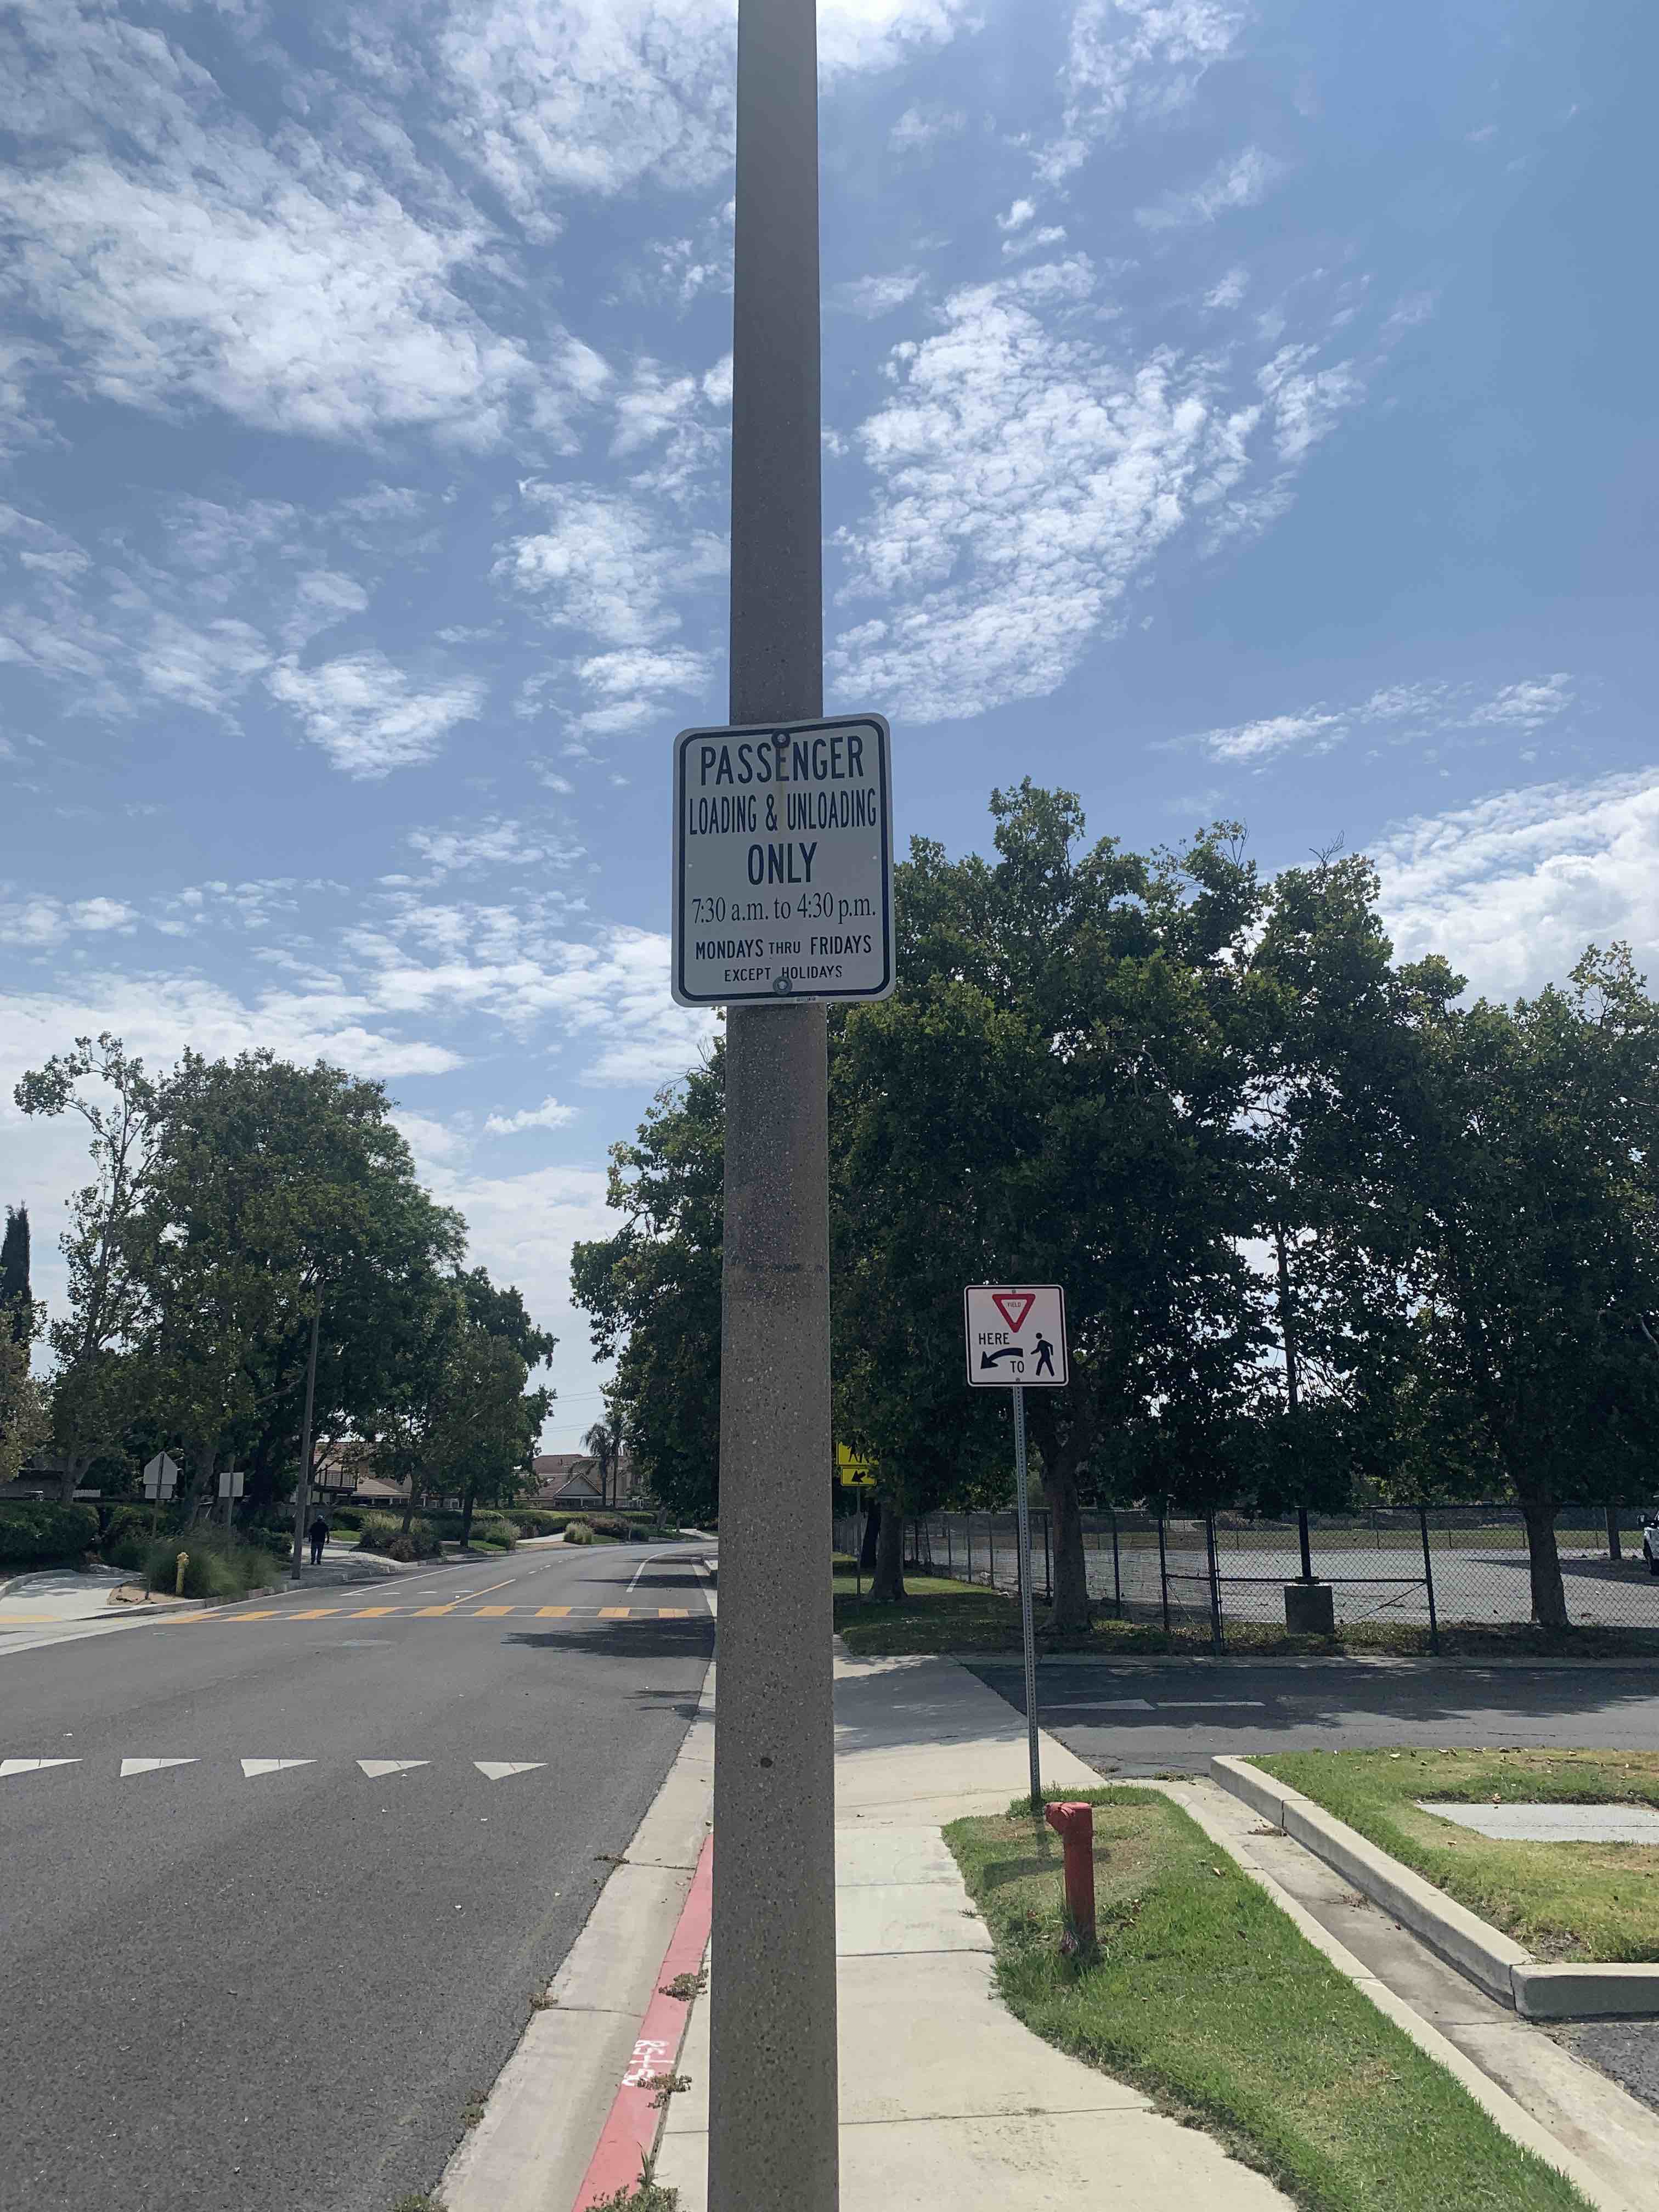 PASSENGER
LOADING & UNLOADING
ONLY
7:30 a.m. to 4:30 p.m.
MONDAYS THRU FRIDAYS
EXCEPT HOLIDAYS
YIELD
HERE
TO